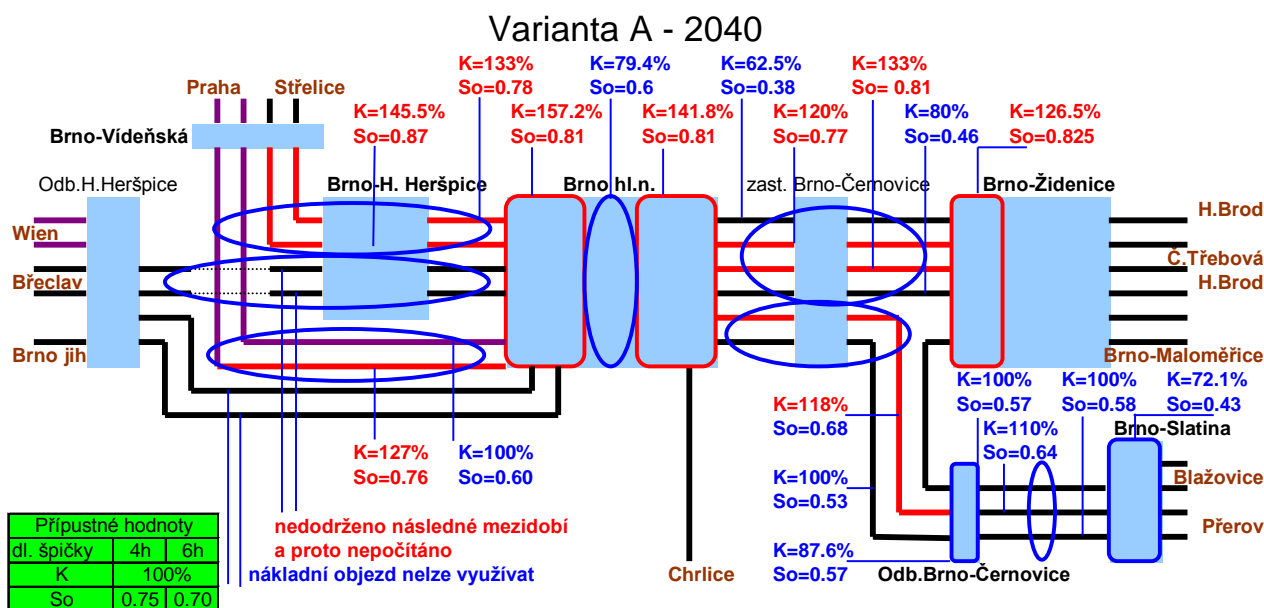 Varianta A - 2040
Praha
Střelice
K=133%
So=0.78
K=79.4%
So=0.6
K=62.5%
So=0.38
K=133%
So= 0.81
Brno-Vídeňská
K=145.5%
So=0.87
K=157.2%
So=0.81
K=141.8%
So=0.81
K=120%
So=0.77
K=80%
So=0.46
K=126.5%
So=0.825
Odb.H.Heršpice
Brno-H. Heršpice
Brno hl.n.
zast. Brno-Černovice
Brno-Židenice
Wien
Břeclav
Brno jih
H.Brod
Č.Třebová
H.Brod
Brno-Maloměřice
K=100%
So=0.57
K=100%
So=0.58
K=72.1%
So=0.43
K=118%
So=0.68
K=110%
So=0.64
Brno-Slatina
K=127%
So=0.76
K=100%
So=0.60
K=100%
So=0.53
Blažovice
Přerov
nedodrženo následné mezidobí
a proto nepočítáno
nákladní objezd nelze využívat
Chrlice
K=87.6%
So=0.57
Odb.Brno-Černovice
Přípustné hodnoty
dl. špičky 4h 6h
K 100%
So 0.75 0.70